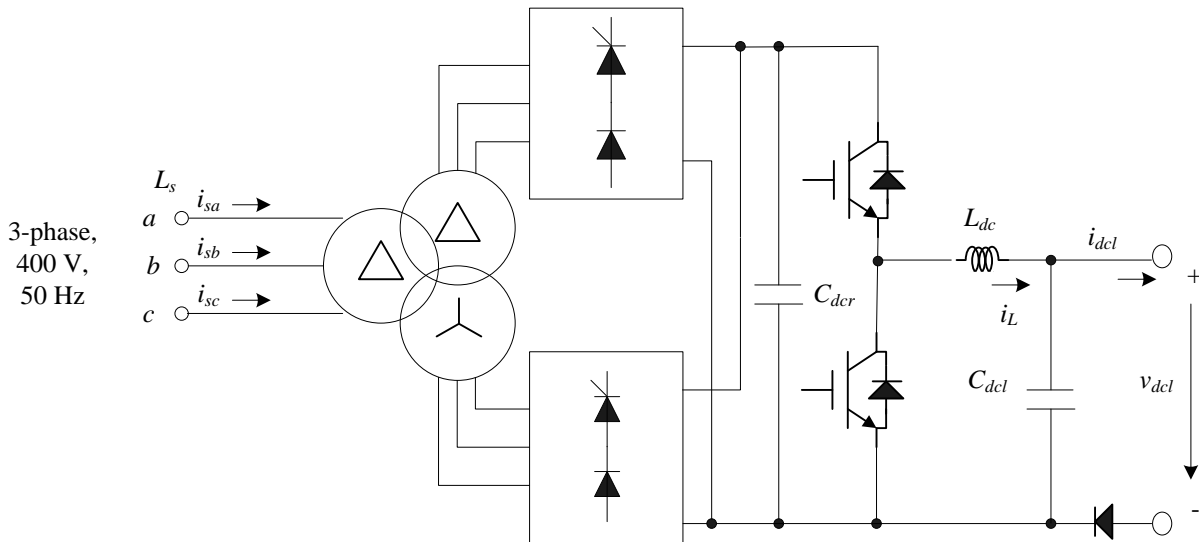 3-phase,
400 V,
50 Hz
L_s
a
i_sa
b
i_sb
c
i_sc
C_dcr
L_dc
i_L
C_dcl
i_dcl
+
v_dcl
-